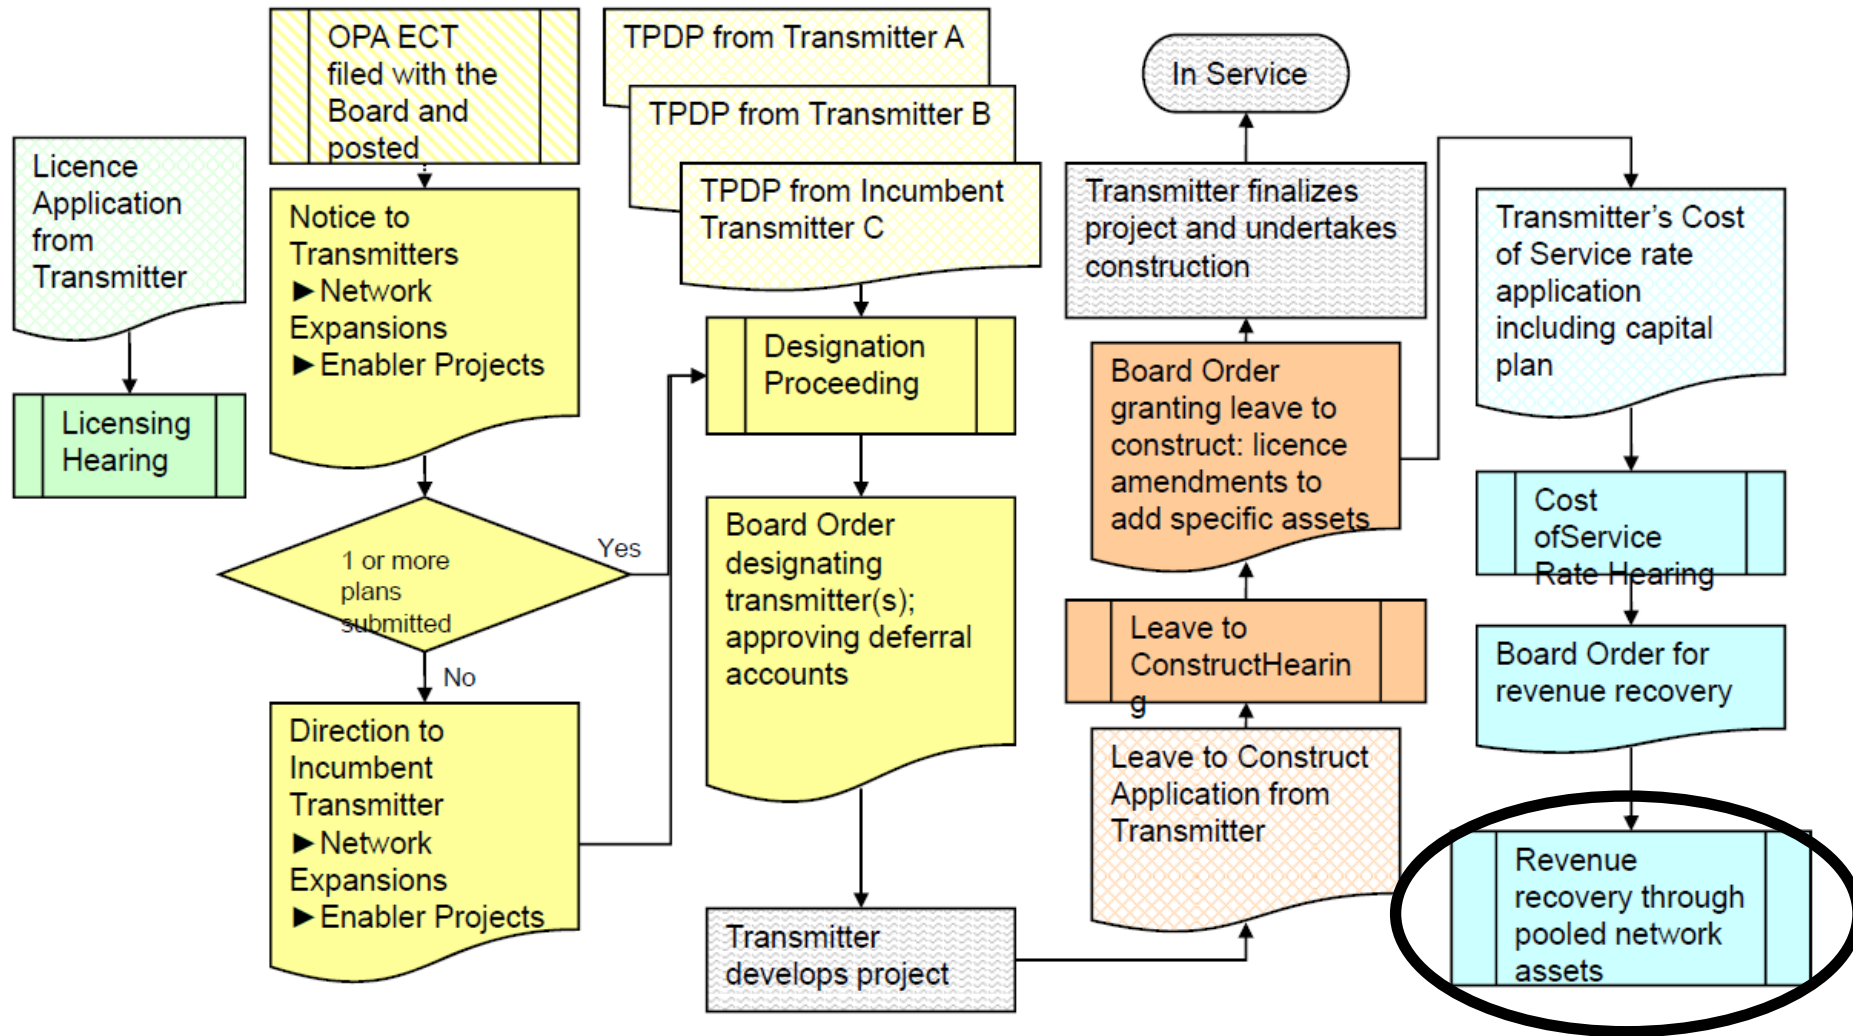 Licence
Application
from
Transmitter
Licensing
Hearing
OPA ECT
filed with the
Board and
posted
Notice to
Transmitters
►Network
Expansions
►Enabler Projects
1 or more
plans
submitted
Yes
No
Direction to
Incumbent
Transmitter
►Network
Expansions
►Enabler Projects
TPDP from Transmitter A
TPDP from Transmitter B
TPDP from Incumbent
Transmitter C
Designation
Proceeding
Board Order
designating
transmitter(s);
approving deferral
accounts
Transmitter
develops project
In Service
Transmitter finalizes
project and undertakes
construction
Board Order
granting leave to
construct: licence
amendments to
add specific assets
Leave to
ConstructHearin
g
Leave to Construct
Application from
Transmitter
Transmitter’s Cost
of Service rate
application
including capital
plan
Cost
ofService
Rate Hearing
Board Order for
revenue recovery
Revenue
recovery through
pooled network
assets